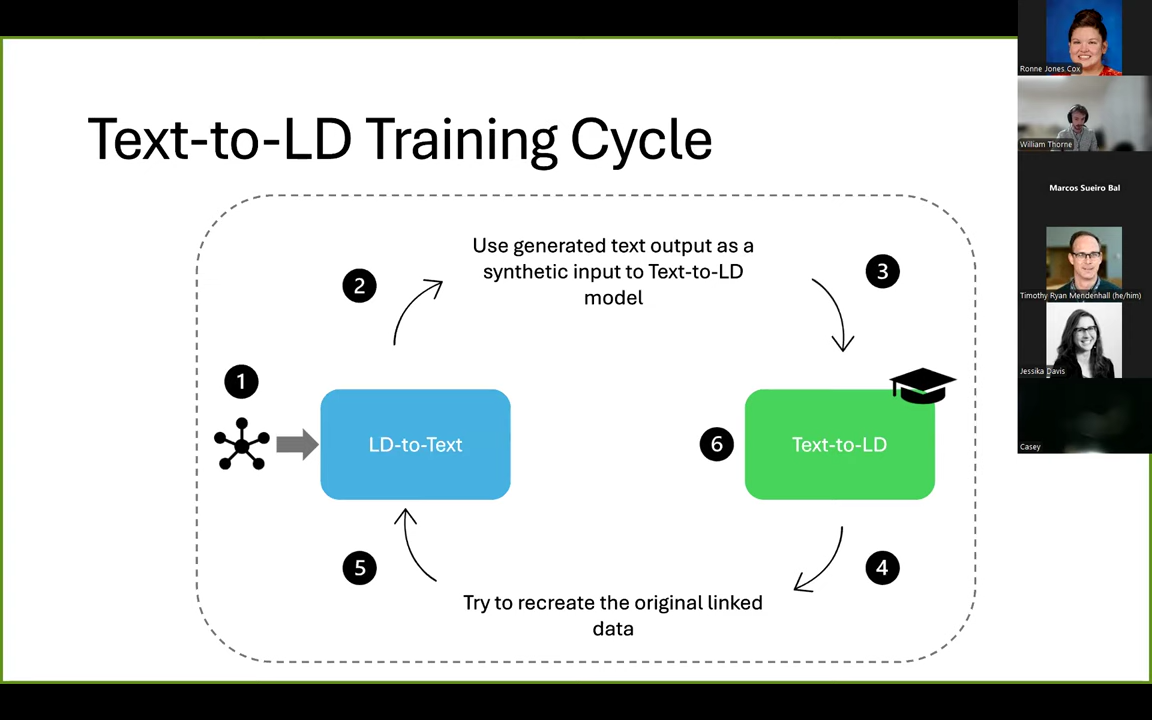 Text-to-LD Training Cycle
Use generated text output as a
synthetic input to Text-to-LD
model
2
3
1
LD-to-Text
6
Text-to-LD
5
4
Try to recreate the original linked
data
Ronne Jones Cox
William Thorne
Marcos Sueiro Bal
Timothy Ryan Mendenhall (he/him)
Jessika Davis
Casey